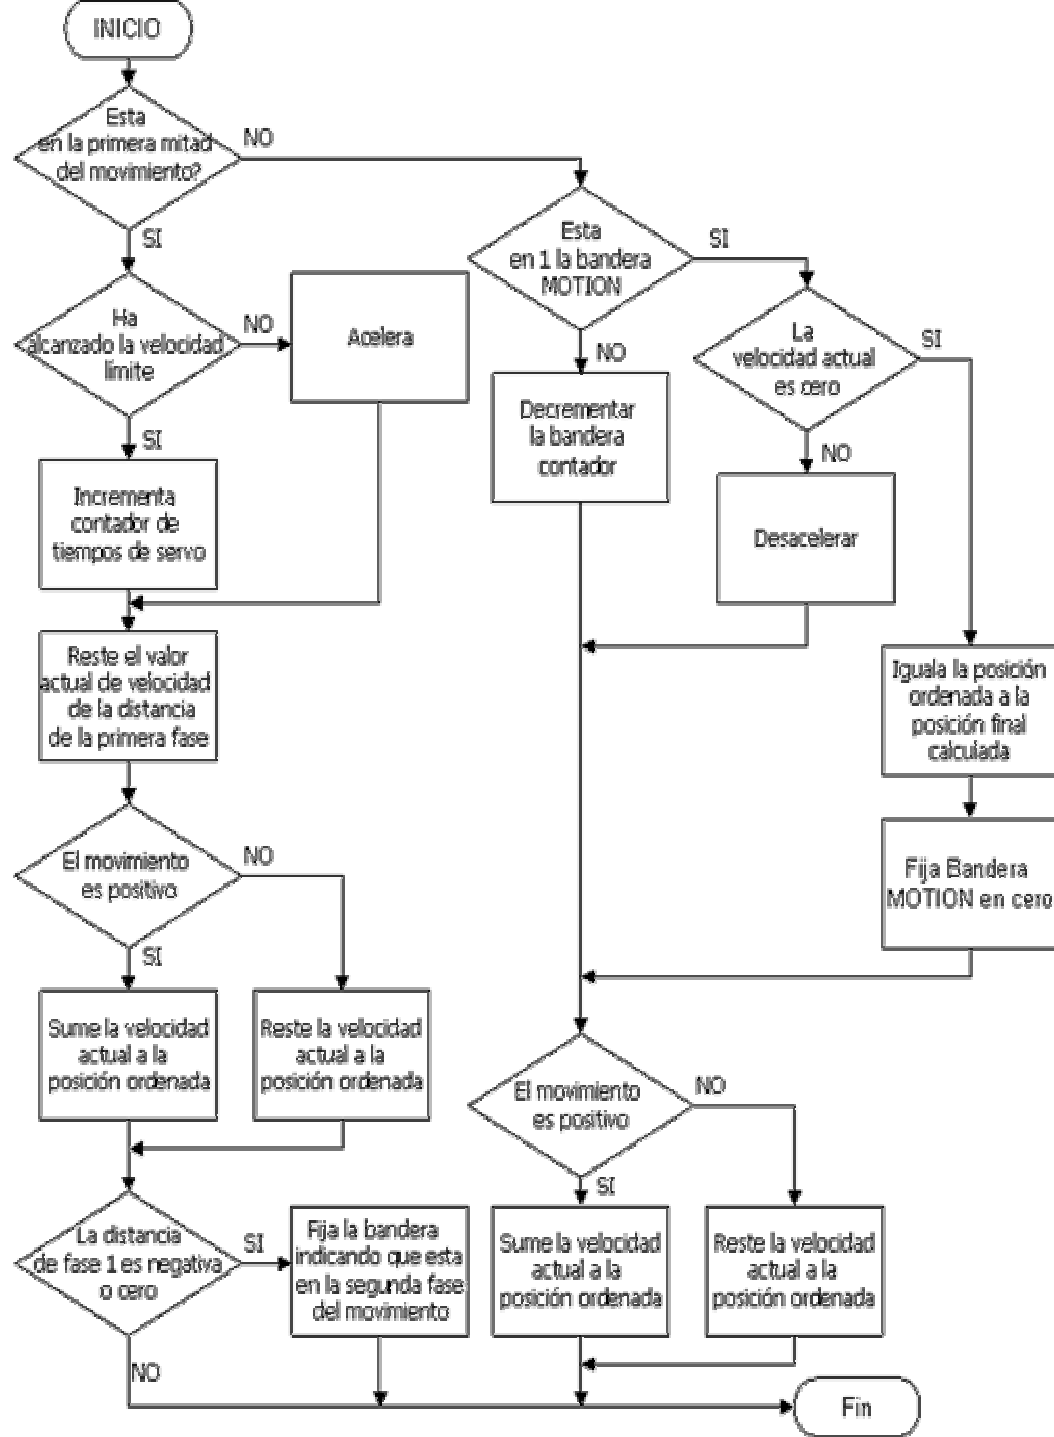 INICIO
Esta
en la primera mitad
del movimiento?
NO
SI
Ha
alcanzado la velocidad
limite
NO
Acelera
SI
Incrementa
contador de
tiempos de servo
Reste el valor
actual de velocidad
de la distancia
de la primera fase
El movimiento
es positivo
NO
SI
Sume la velocidad
actual a la
posición ordenada
Reste la velocidad
actual a la
posición ordenada
La distancia
de fase 1 es negativa
o cero
SI
Fija la bandera
indicando que esta
en la segunda fase
del movimiento
NO
Esta
en 1 la bandera
MOTION
SI
NO
Decrementar
la bandera
contador
La
velocidad actual
es cero
SI
NO
Desacelerar
Iguala la posición
ordenada a la
posición final
calculada
Fija Bandera
MOTION en cero
El movimiento
es positivo
NO
SI
Sume la velocidad
actual a la
posición ordenada
Reste la velocidad
actual a la
posición ordenada
Fin